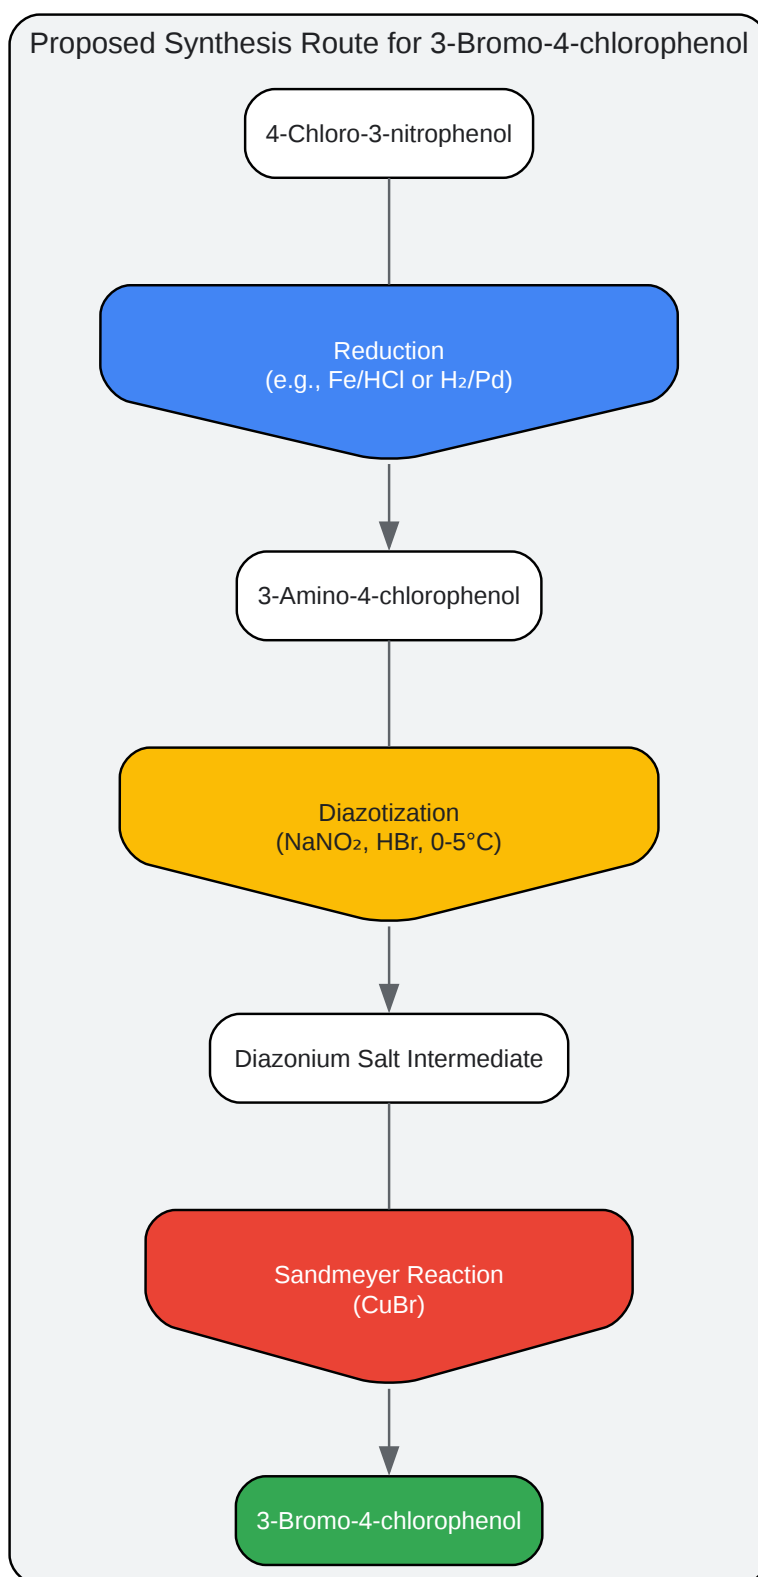 Proposed Synthesis Route for 3-Bromo-4-chlorophenol
4-Chloro-3-nitrophenol
Reduction
(e.g., Fe/HCl or H₂/Pd)
3-Amino-4-chlorophenol
Diazotization
(NaNO₂, HBr, 0-5°C)
Diazonium Salt Intermediate
Sandmeyer Reaction
(CuBr)
3-Bromo-4-chlorophenol